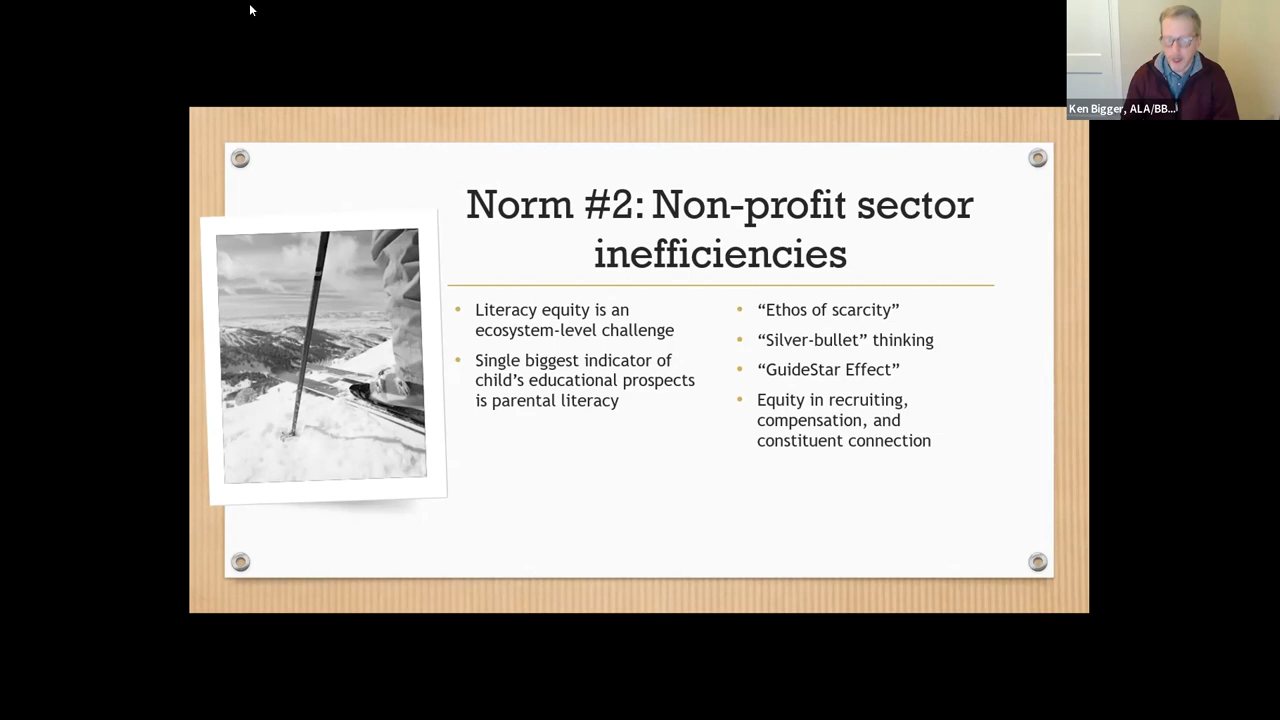 Ken Bigger, ALA/BB...
Norm #2: Non-profit sector
inefficiencies
• Literacy equity is an
ecosystem-level challenge
• Single biggest indicator of
child’s educational prospects
is parental literacy
• “Ethos of scarcity”
• “Silver-bullet” thinking
• “GuideStar Effect”
• Equity in recruiting,
compensation, and
constituent connection